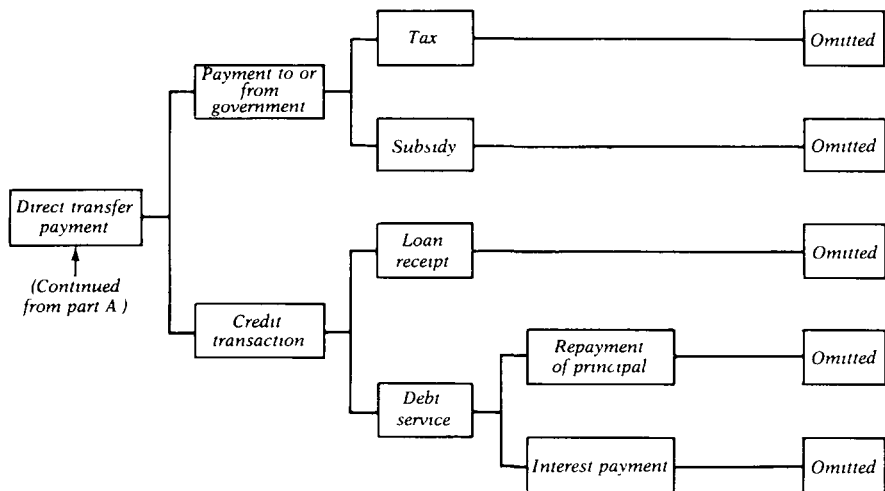 Tax
Omitted
Payment to or
from
government
Subsidy
Omitted
Direct transfer
payment
(Continued
from part A )
Loan
receipt
Omitted
Credit
transaction
Repayment
of principal
Omitted
Debt
service
Interest payment
Omitted